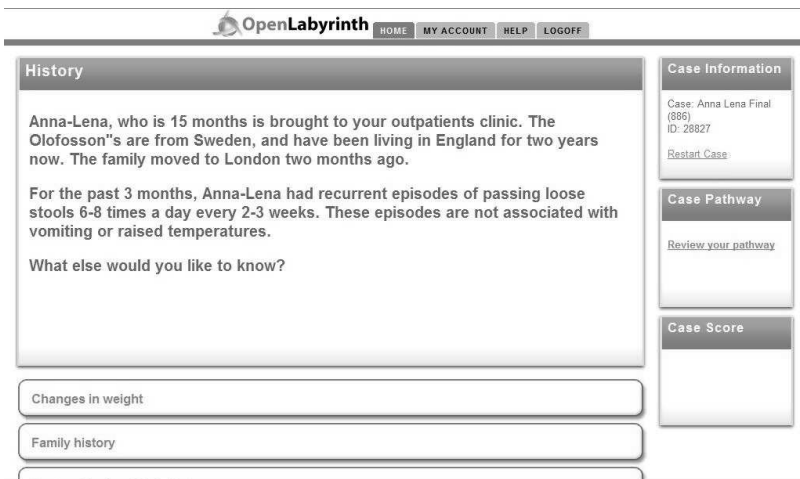 OpenLabyrinth
HOME MY ACCOUNT HELP LOGOFF
History
Anna-Lena, who is 15 months is brought to your outpatients clinic. The
Olofosson"s are from Sweden, and have been living in England for two years
now. The family moved to London two months ago.
For the past 3 months, Anna-Lena had recurrent episodes of passing loose
stools 6-8 times a day every 2-3 weeks. These episodes are not associated with
vomiting or raised temperatures.
What else would you like to know?
Changes in weight
Family history
Case Information
Case: Anna Lena Final
(886)
ID: 28827
Restart Case
Case Pathway
Review your pathway
Case Score